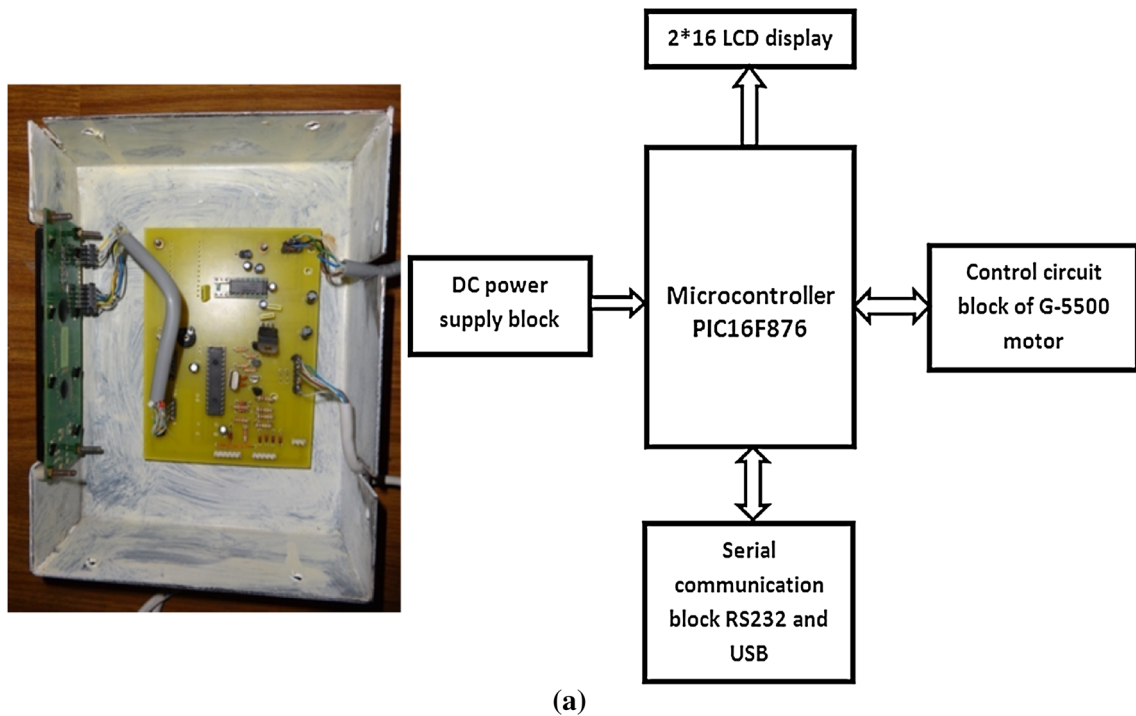 2*16 LCD display
DC power
supply block
Microcontroller
PIC16F876
Control circuit
block of G-5500
motor
Serial
communication
block RS232 and
USB
(a)